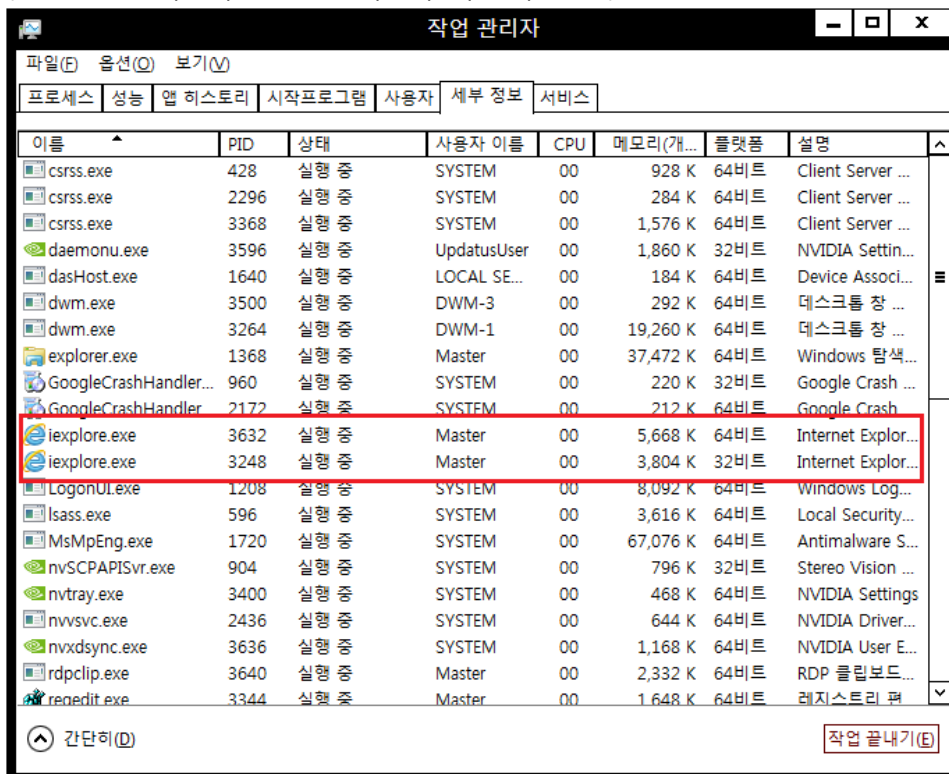 작업 관리자
파일(F) 옵션(O) 보기(V)
프로세스 성능 앱 히스토리 시작프로그램 사용자 세부 정보 서비스
이름 PID 상태 사용자 이름 CPU 메모리(개... 플랫폼 설명
csrss.exe 428 실행 중 SYSTEM 00 928 K 64비트 Client Server ...
csrss.exe 2296 실행 중 SYSTEM 00 284 K 64비트 Client Server ...
csrss.exe 3368 실행 중 SYSTEM 00 1,576 K 64비트 Client Server ...
daemonu.exe 3596 실행 중 UpdatusUser 00 1,860 K 32비트 NVIDIA Settin...
dasHost.exe 1640 실행 중 LOCAL SE... 00 184 K 64비트 Device Associ...
dwm.exe 3500 실행 중 DWM-3 00 292 K 64비트 데스크톱 창 ...
dwm.exe 3264 실행 중 DWM-1 00 19,260 K 64비트 데스크톱 창 ...
explorer.exe 1368 실행 중 Master 00 37,472 K 64비트 Windows 탐색...
GoogleCrashHandler... 960 실행 중 SYSTEM 00 220 K 32비트 Google Crash ...
GoogleCrashHandler 2172 실행 중 SYSTEM 00 212 K 64비트 Google Crash
iexplore.exe 3632 실행 중 Master 00 5,668 K 64비트 Internet Explor...
iexplore.exe 3248 실행 중 Master 00 3,804 K 32비트 Internet Explor...
LogonUI.exe 1208 실행 중 SYSTEM 00 8,092 K 64비트 Windows Log...
lsass.exe 596 실행 중 SYSTEM 00 3,616 K 64비트 Local Security...
MsMpEng.exe 1720 실행 중 SYSTEM 00 67,076 K 64비트 Antimalware S...
nvSCPAPISvr.exe 904 실행 중 SYSTEM 00 796 K 32비트 Stereo Vision ...
nvtray.exe 3400 실행 중 SYSTEM 00 468 K 64비트 NVIDIA Settings
nvvsvc.exe 2436 실행 중 SYSTEM 00 644 K 64비트 NVIDIA Driver...
nvxdsync.exe 3636 실행 중 SYSTEM 00 1,168 K 64비트 NVIDIA User E...
rdpclip.exe 3640 실행 중 Master 00 2,332 K 64비트 RDP 클립보드...
regedit.exe 3344 실행 중 Master 00 1,648 K 64비트 레지스트리 편
간단히(D) 작업 끝내기(E)